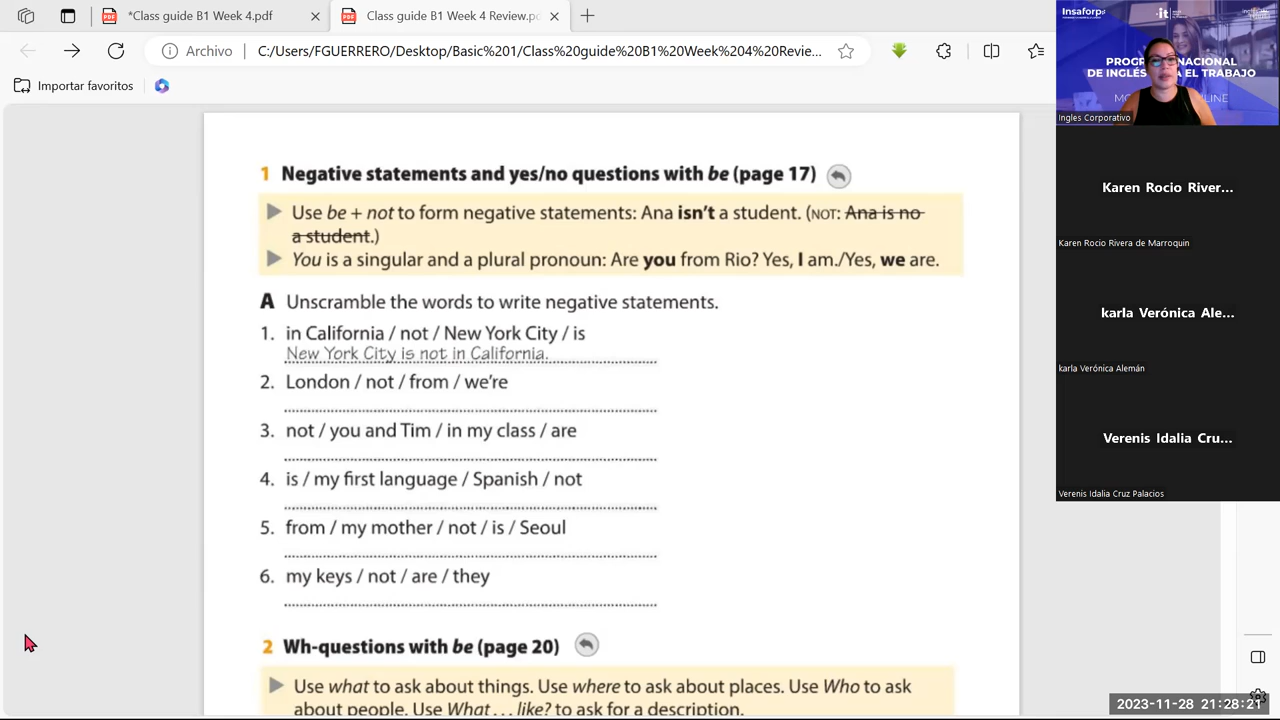 *Class guide B1 Week 4.pdf
Class guide B1 Week 4 Review.pdf
Archivo
C:/Users/FGUERRERO/Desktop/Basic%201/Class%20guide%20B1%20Week%204%20Revie...
Importar favoritos
Insaforp
PROGR NACIONAL
DE INGLÉS A EL TRABAJO
Ingles Corporativo
Karen Rocio River...
Karen Rocio Rivera de Marroquin
karla Verónica Ale...
karla Verónica Alemán
Verenis Idalia Cru...
Verenis Idalia Cruz Palacios
1 Negative statements and yes/no questions with be (page 17)
Use be + not to form negative statements: Ana isn't a student. (NOT: Ana is no
a student.)
You is a singular and a plural pronoun: Are you from Rio? Yes, I am./Yes, we are.
A Unscramble the words to write negative statements.
1. in California / not / New York City / is
New York City is not in California.
2. London / not / from / we're
3. not / you and Tim / in my class / are
4. is / my first language / Spanish / not
5. from / my mother / not / is / Seoul
6. my keys / not / are / they
2 Wh-questions with be (page 20)
Use what to ask about things. Use where to ask about places. Use Who to ask
about people. Use What . . . like? to ask for a description.
2023-11-28 21:28:21